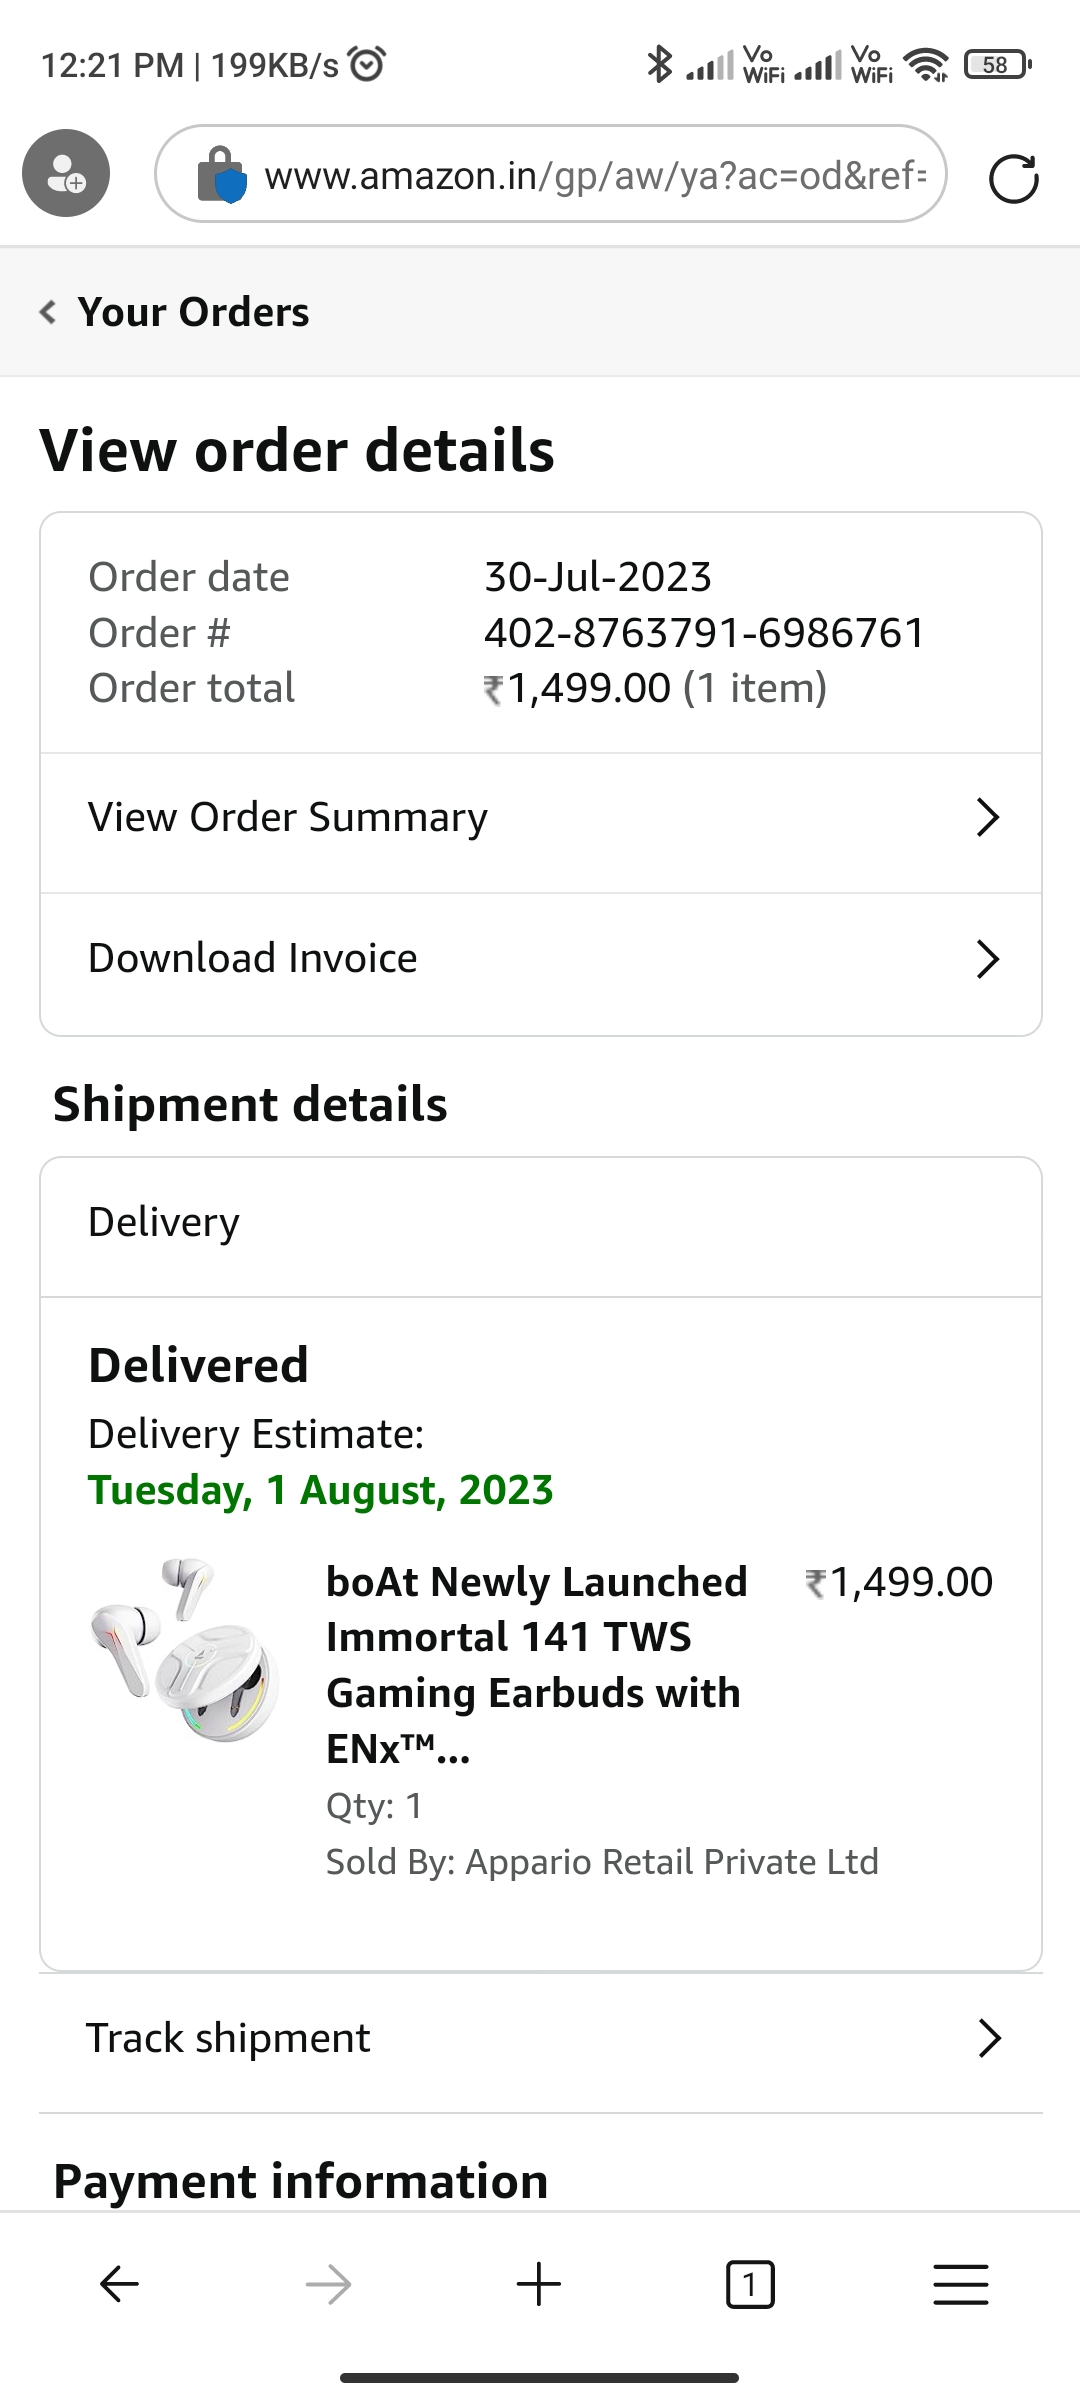 12:21 PM | 199KB/s
Vo WiFi Vo WiFi 58
www.amazon.in/gp/aw/ya?ac=od&ref=
Your Orders
View order details
Order date 30-Jul-2023
Order # 402-8763791-6986761
Order total ₹1,499.00 (1 item)
View Order Summary
Download Invoice
Shipment details
Delivery
Delivered
Delivery Estimate:
Tuesday, 1 August, 2023
boAt Newly Launched ₹1,499.00
Immortal 141 TWS
Gaming Earbuds with
ENx™...
Qty: 1
Sold By: Appario Retail Private Ltd
Track shipment
Payment information
1